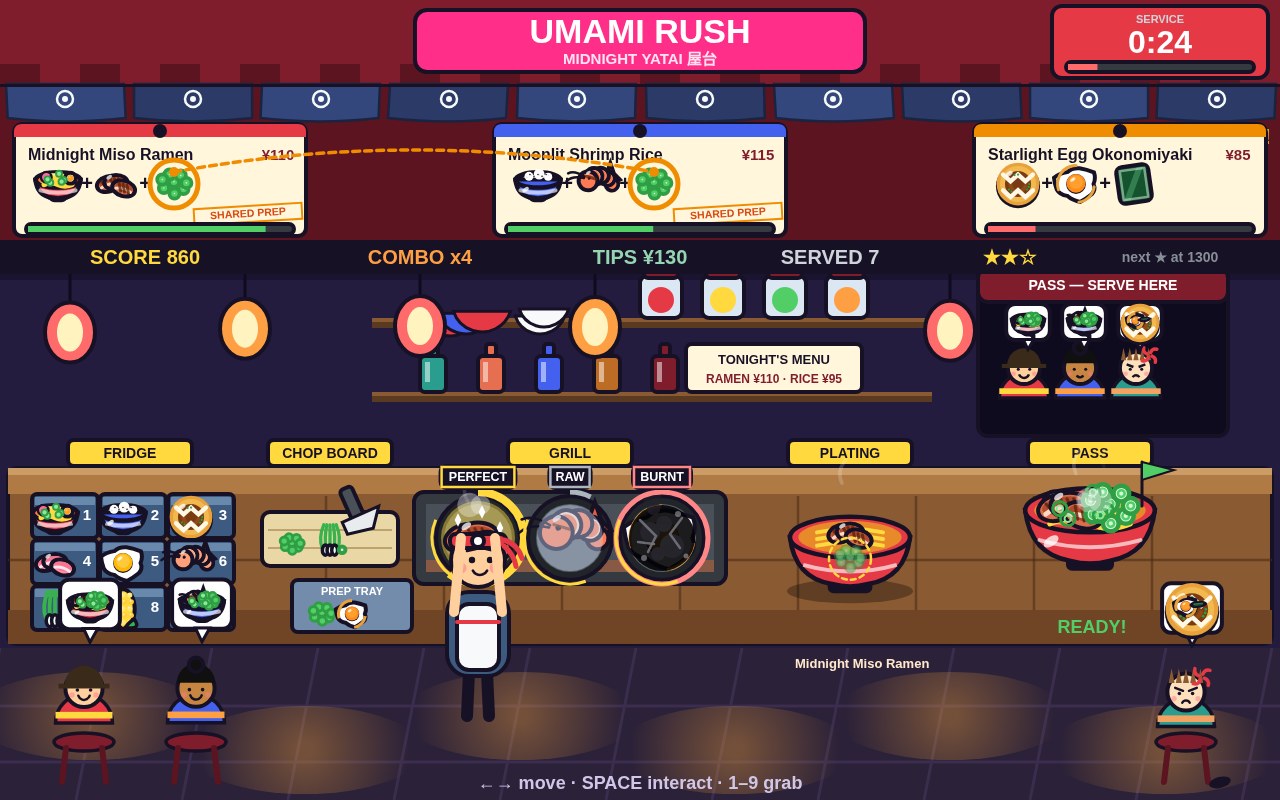 UMAMI RUSH
MIDNIGHT YATAI 屋台
SERVICE
0:24
Midnight Miso Ramen ¥110
+ +
SHARED PREP
Moonlit Shrimp Rice ¥115
+ +
SHARED PREP
Starlight Egg Okonomiyaki ¥85
+ +
SCORE 860 COMBO x4 TIPS ¥130 SERVED 7 ★★☆ next ★ at 1300
PASS — SERVE HERE
TONIGHT'S MENU
RAMEN ¥110 · RICE ¥95
FRIDGE
CHOP BOARD
GRILL
PLATING
PASS
PERFECT
RAW
BURNT
1 2 3
4 5 6
8
PREP TRAY
READY!
Midnight Miso Ramen
←→ move · SPACE interact · 1–9 grab